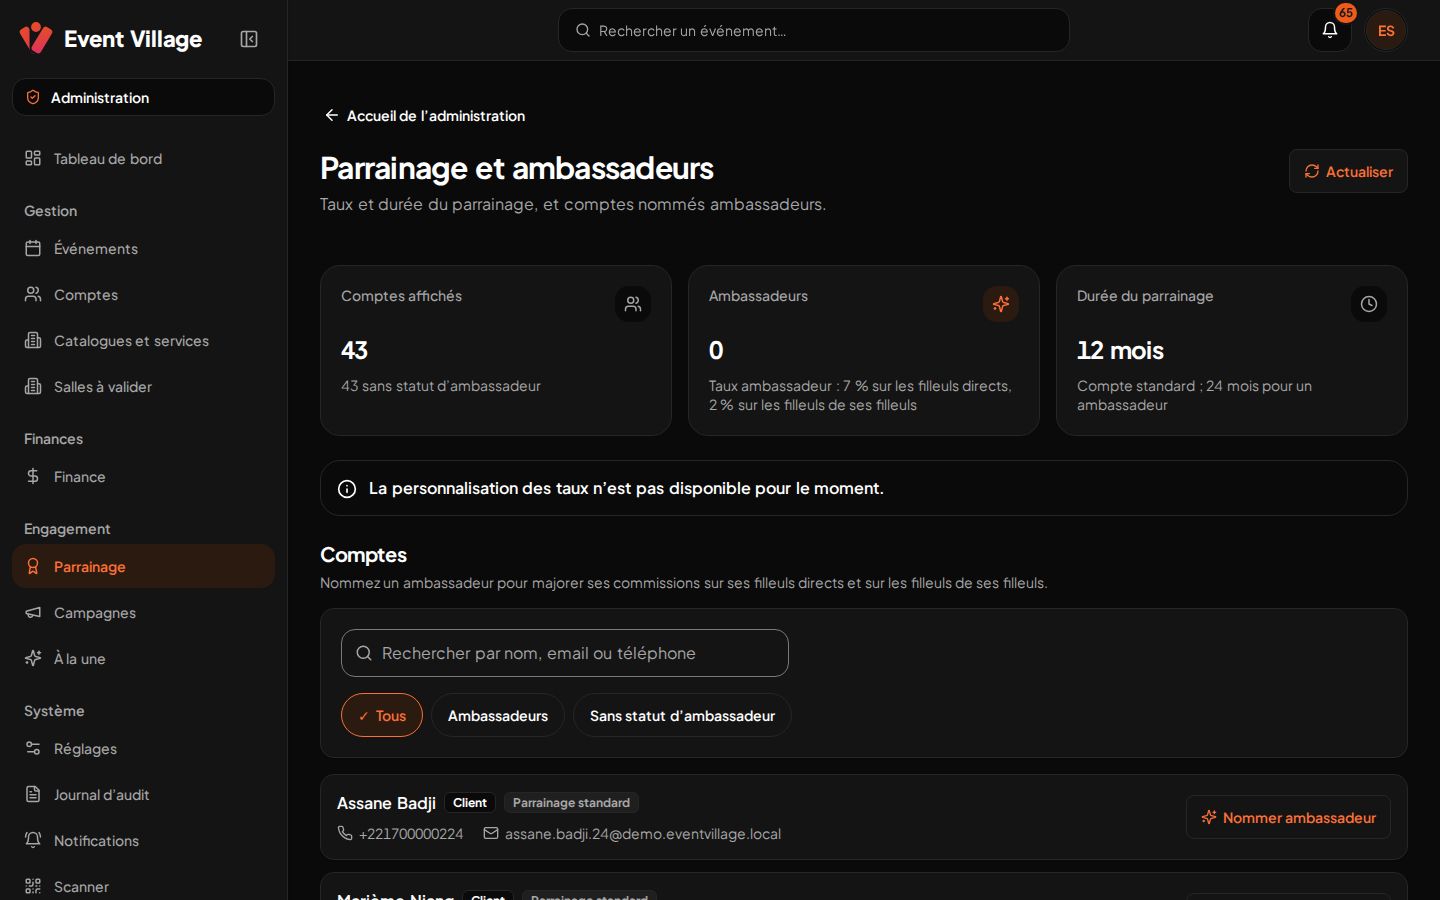 Event Village
Rechercher un événement...
65
ES
Administration
Tableau de bord
Gestion
Événements
Comptes
Catalogues et services
Salles à valider
Finances
Finance
Engagement
Parrainage
Campagnes
À la une
Système
Réglages
Journal d'audit
Notifications
Scanner
Accueil de l'administration
Parrainage et ambassadeurs
Actualiser
Taux et durée du parrainage, et comptes nommés ambassadeurs.
Comptes affichés
43
43 sans statut d'ambassadeur
Ambassadeurs
0
Taux ambassadeur : 7 % sur les filleuls directs,
2 % sur les filleuls de ses filleuls
Durée du parrainage
12 mois
Compte standard ; 24 mois pour un
ambassadeur
La personnalisation des taux n'est pas disponible pour le moment.
Comptes
Nommez un ambassadeur pour majorer ses commissions sur ses filleuls directs et sur les filleuls de ses filleuls.
Rechercher par nom, email ou téléphone
✓ Tous
Ambassadeurs
Sans statut d'ambassadeur
Assane Badji Client Parrainage standard
+221700000224 assane.badji.24@demo.eventvillage.local
Nommer ambassadeur
Marième Niang Client Parrainage standard